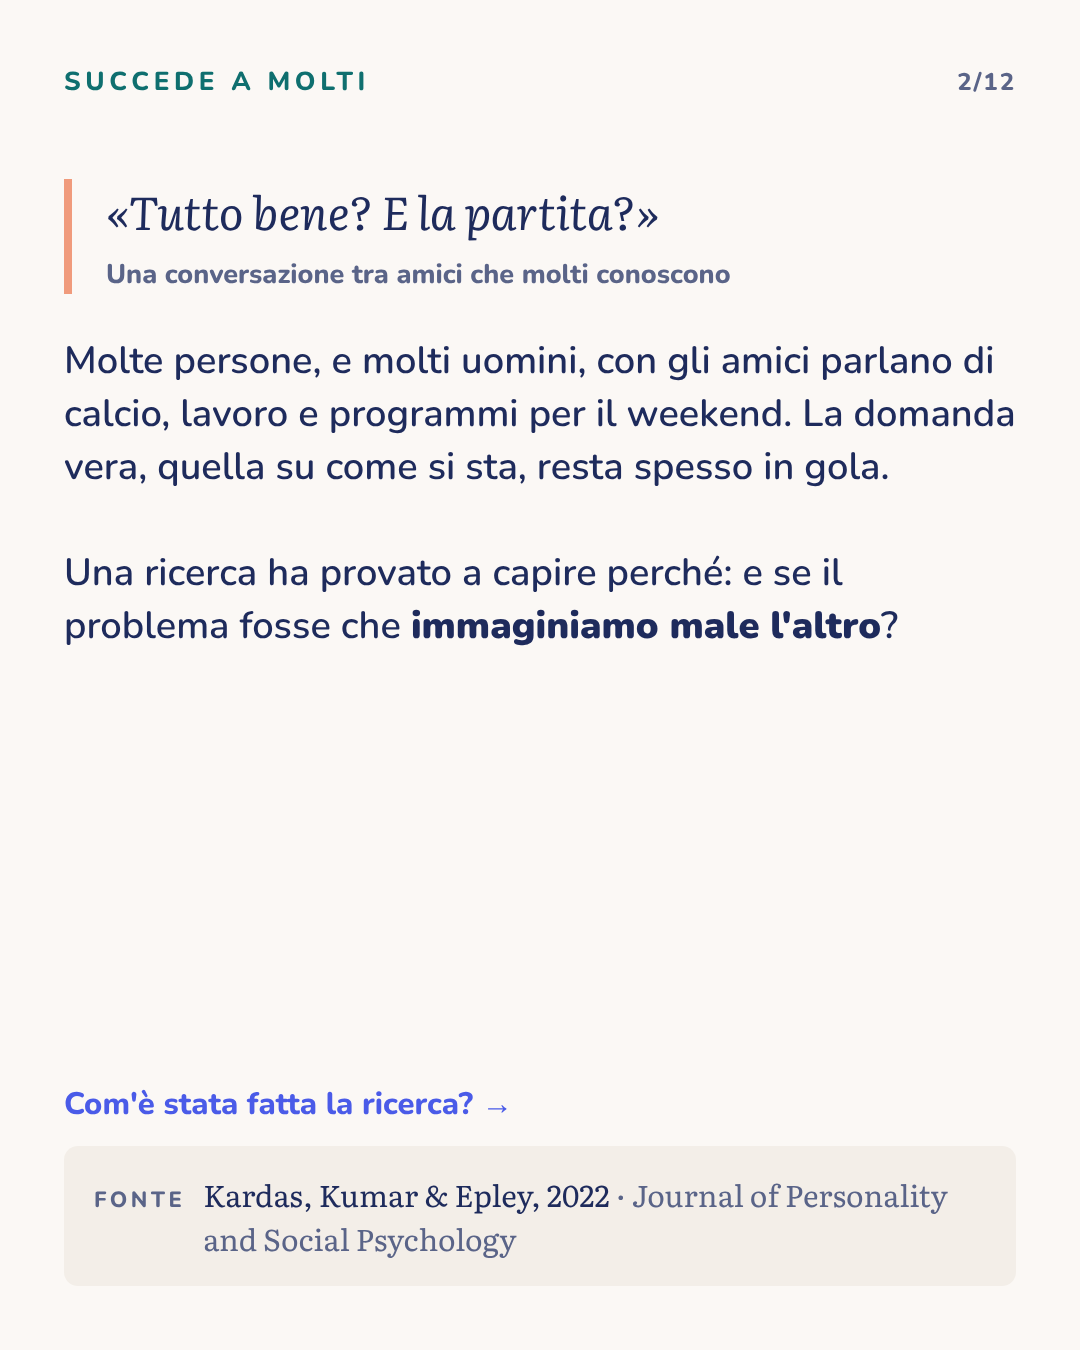 SUCCEDE A MOLTI
2/12
«Tutto bene? E la partita?»
Una conversazione tra amici che molti conoscono
Molte persone, e molti uomini, con gli amici parlano di
calcio, lavoro e programmi per il weekend. La domanda
vera, quella su come si sta, resta spesso in gola.
Una ricerca ha provato a capire perché: e se il
problema fosse che immaginiamo male l'altro?
Com'è stata fatta la ricerca? →
FONTE Kardas, Kumar & Epley, 2022 · Journal of Personality
and Social Psychology